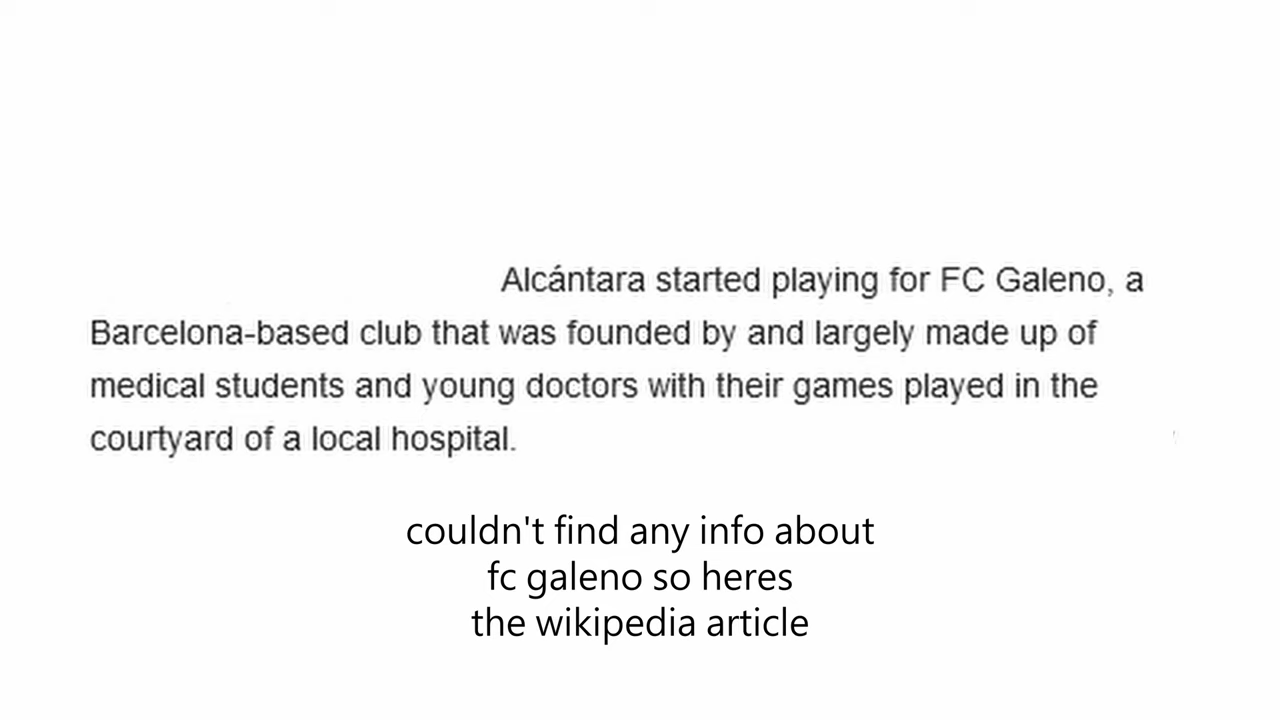 Alcántara started playing for FC Galeno, a
Barcelona-based club that was founded by and largely made up of
medical students and young doctors with their games played in the
courtyard of a local hospital.
couldn't find any info about
fc galeno so heres
the wikipedia article